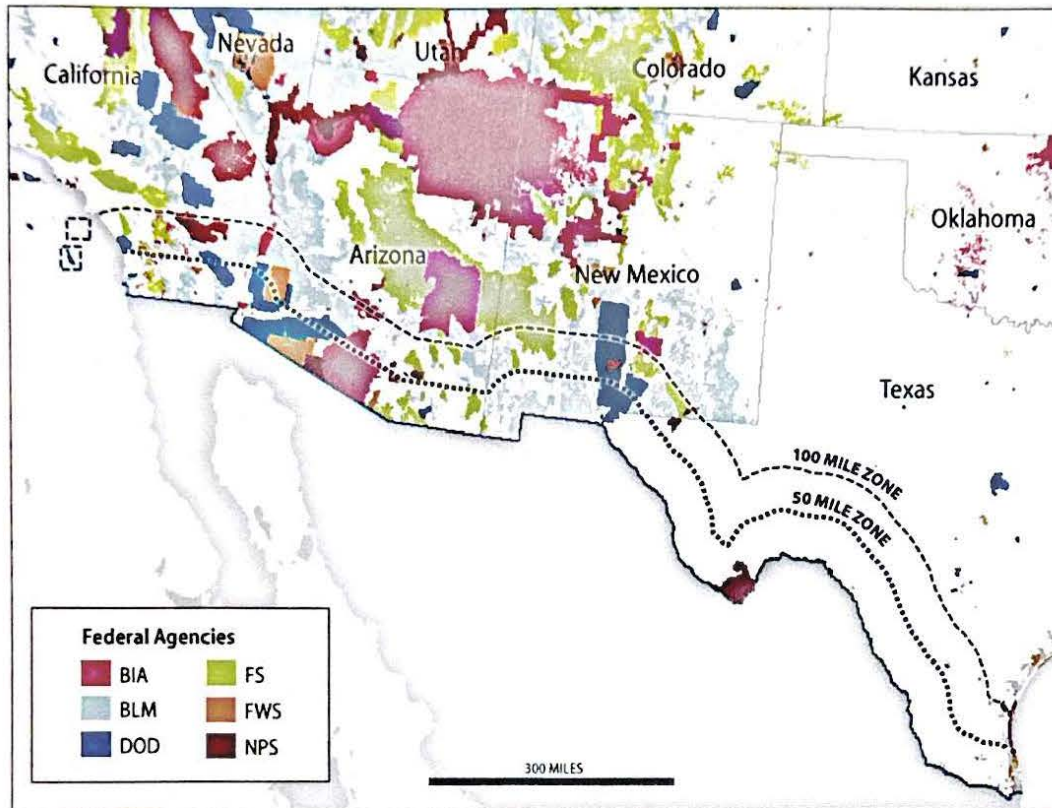 Nevada
Utah
California
Colorado
Kansas
Oklahoma
Arizona
New Mexico
Texas
100 MILE ZONE
50 MILE ZONE
Federal Agencies
BIA
FS
BLM
FWS
DOD
NPS
300 MILES